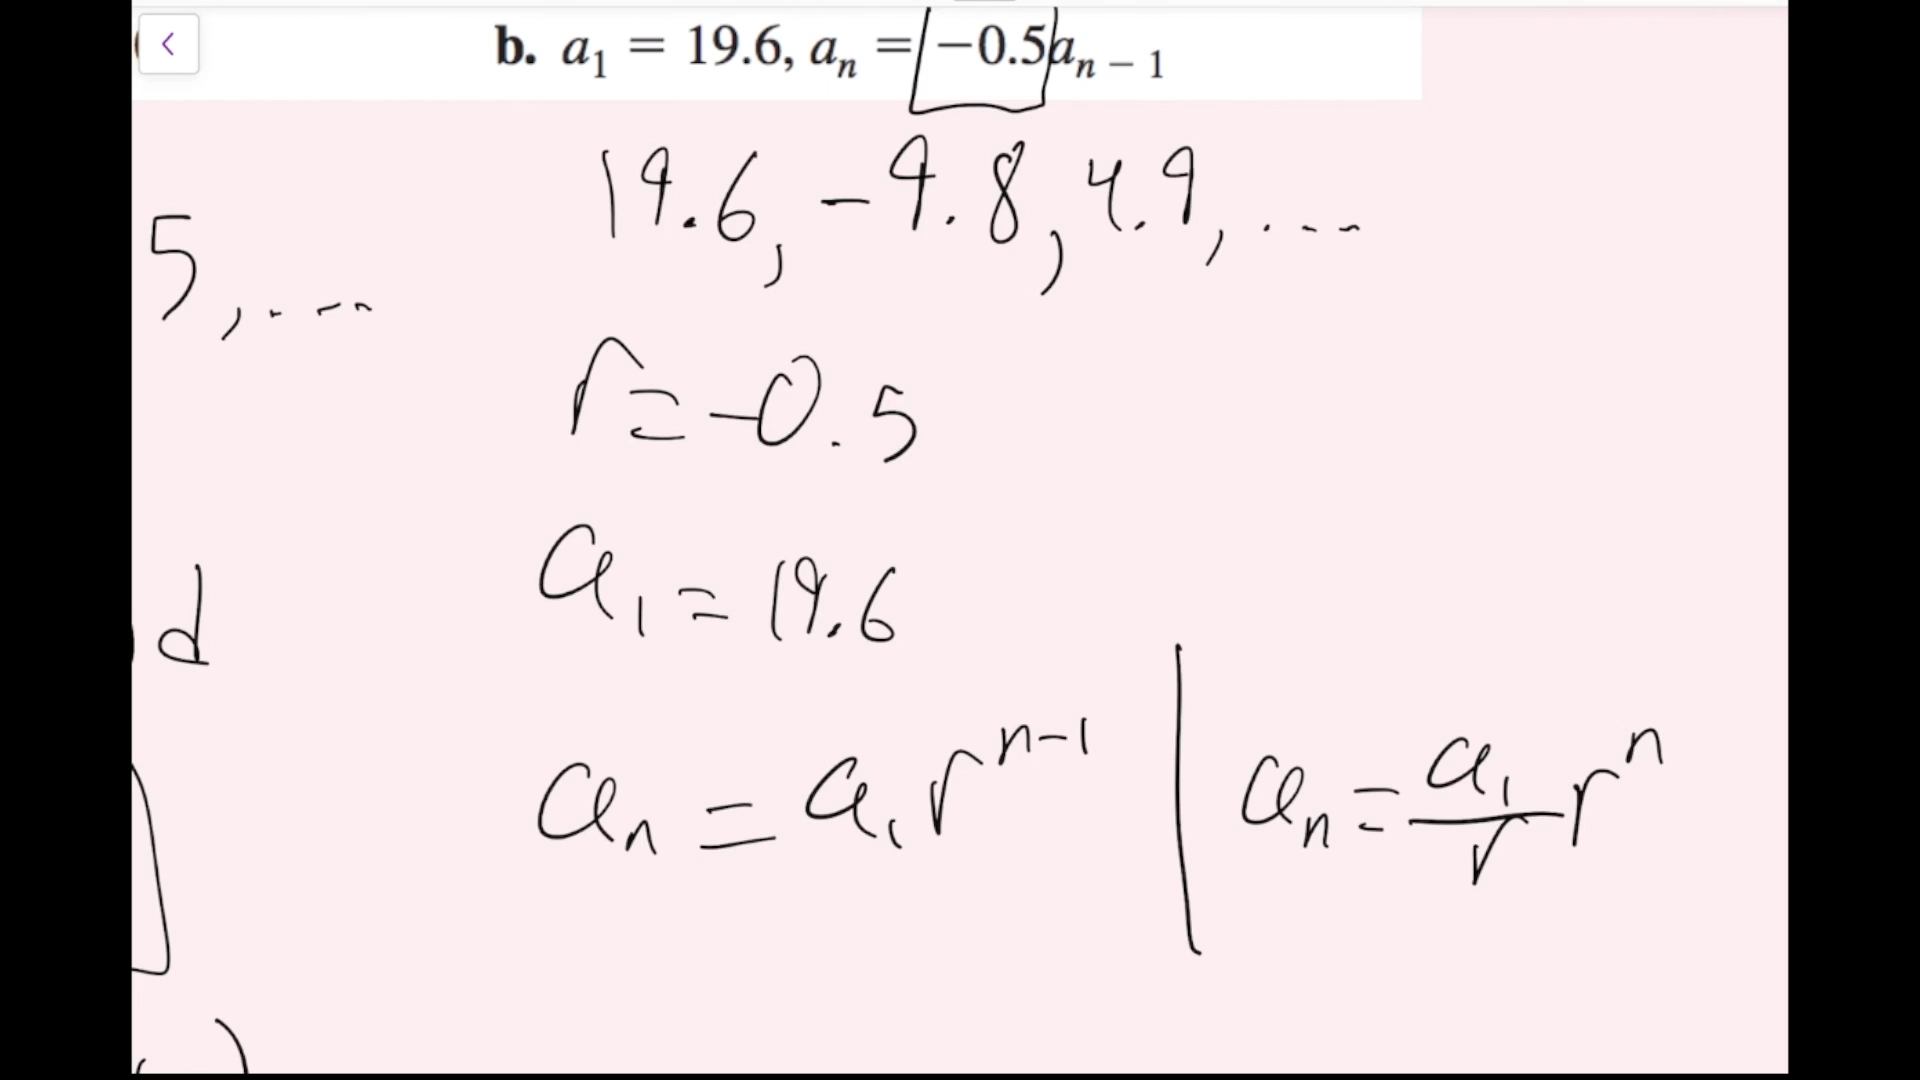 b. a₁ = 19.6, aₙ = −0.5aₙ₋₁
19.6, -9.8, 4.9, ....
5, ....
r = -0.5
a₁ = 19.6
d
aₙ = a₁rⁿ⁻¹ | aₙ = a₁/r rⁿ